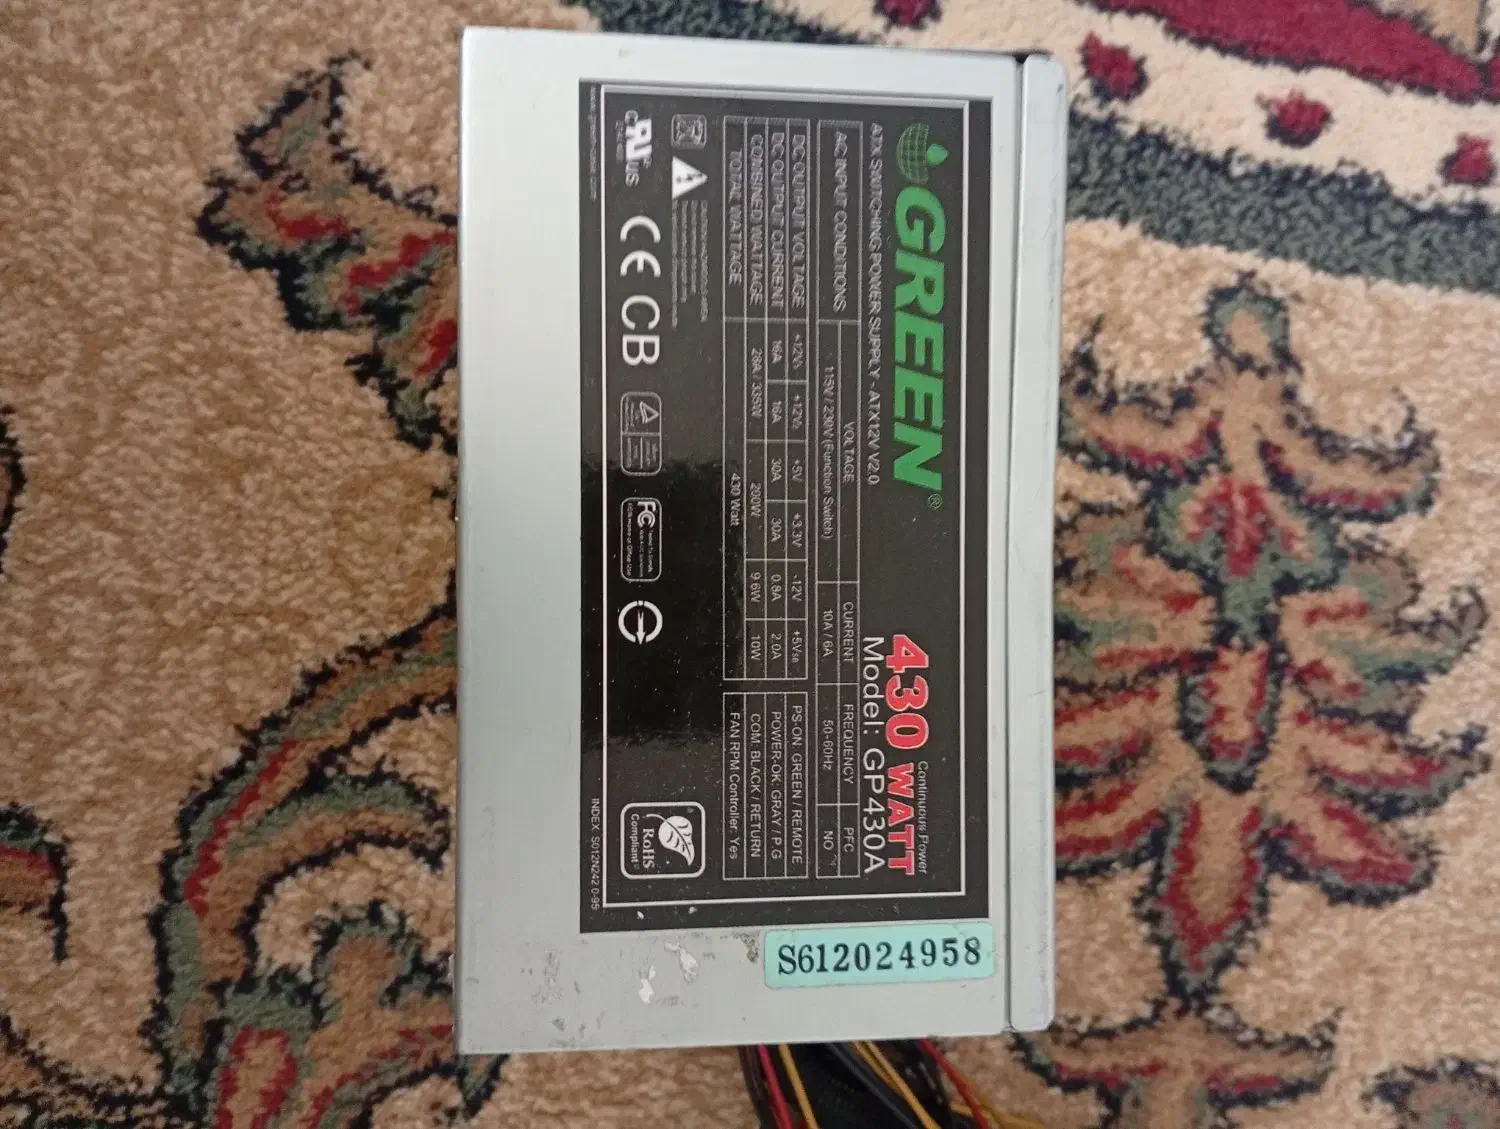 GREEN®
ATX SWITCHING POWER SUPPLY - ATX12V V2.0
Continuous Power
430 WATT
Model: GP430A
AC INPUT CONDITIONS VOLTAGE CURRENT FREQUENCY PFC
115V / 230V (Function Switch) 10A / 6A 50-60Hz NO
DC OUTPUT VOLTAGE +12V₁ +12V₂ +5V +3.3V -12V +5VSB
DC OUTPUT CURRENT 16A 16A 30A 30A 0.8A 2.0A
COMBINED WATTAGE 28A / 335W 200W 9.6W 10W
TOTAL WATTAGE 430 Watt
PS-ON: GREEN / REMOTE
POWER-OK: GRAY / P.G
COM: BLACK / RETURN
FAN RPM Controller: Yes
c RU US
CE CB
FC
RoHS
Compliant
S612024958